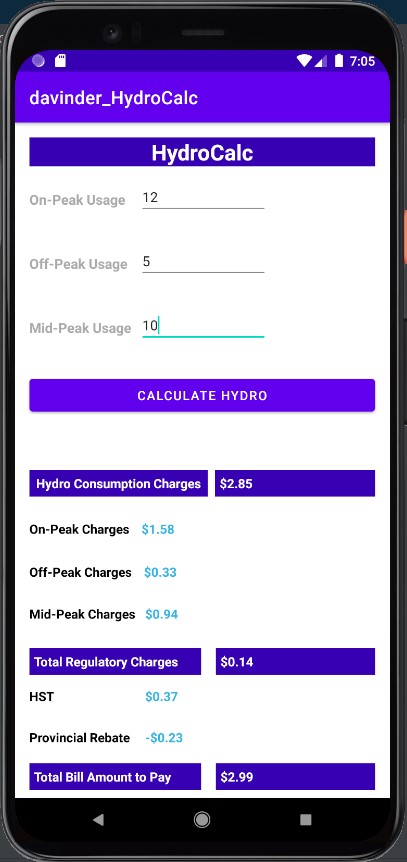 7:05
davinder_HydroCalc
HydroCalc
On-Peak Usage 12
Off-Peak Usage 5
Mid-Peak Usage 10
CALCULATE HYDRO
Hydro Consumption Charges $2.85
On-Peak Charges $1.58
Off-Peak Charges $0.33
Mid-Peak Charges $0.94
Total Regulatory Charges $0.14
HST $0.37
Provincial Rebate -$0.23
Total Bill Amount to Pay $2.99